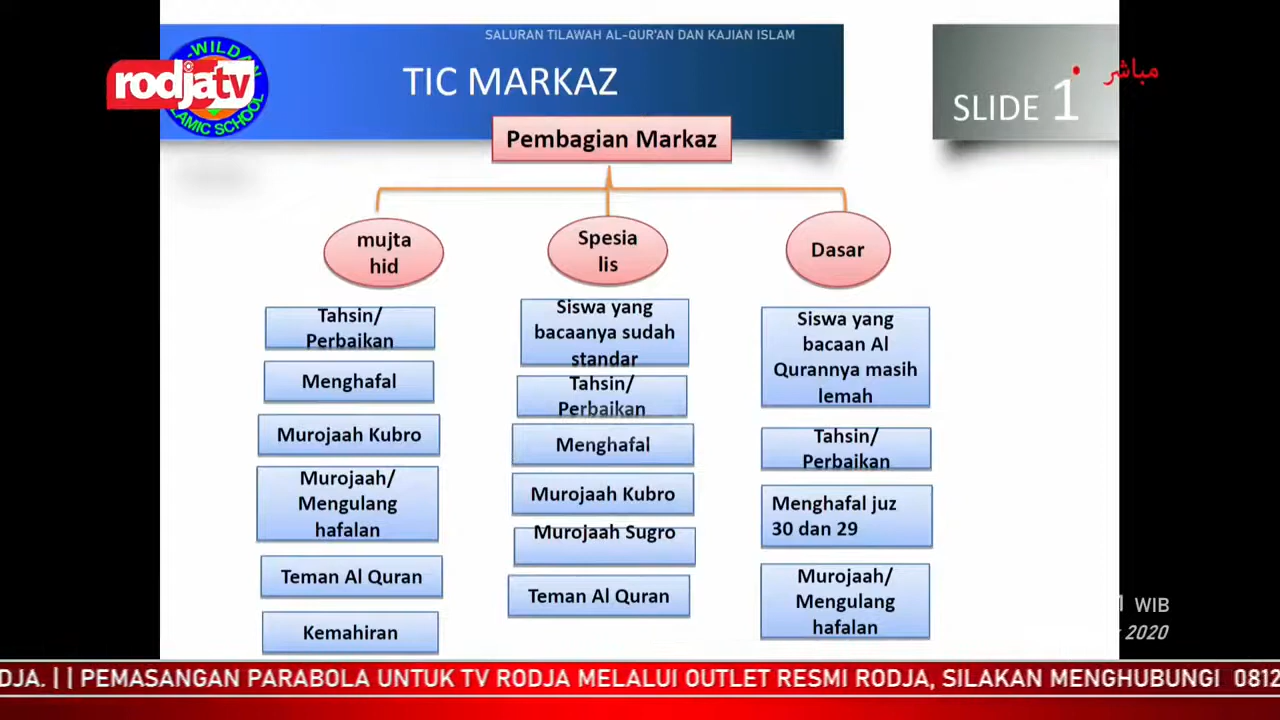 SALURAN TILAWAH AL-QUR'AN DAN KAJIAN ISLAM
-WILDA
rodjatv
LAMIC SCHOOL
TIC MARKAZ
SLIDE 1
مباشر
Pembagian Markaz
mujta
hid
Tahsin/
Perbaikan
Menghafal
Murojaah Kubro
Murojaah/
Mengulang
hafalan
Teman Al Quran
Kemahiran
Spesia
lis
Siswa yang
bacaanya sudah
standar
Tahsin/
Perbaikan
Menghafal
Murojaah Kubro
Murojaah Sugro
Teman Al Quran
Dasar
Siswa yang
bacaan Al
Qurannya masih
lemah
Tahsin/
Perbaikan
Menghafal juz
30 dan 29
Murojaah/
Mengulang
hafalan
WIB
2020
DJA. || PEMASANGAN PARABOLA UNTUK TV RODJA MELALUI OUTLET RESMI RODJA, SILAKAN MENGHUBUNGI 0812